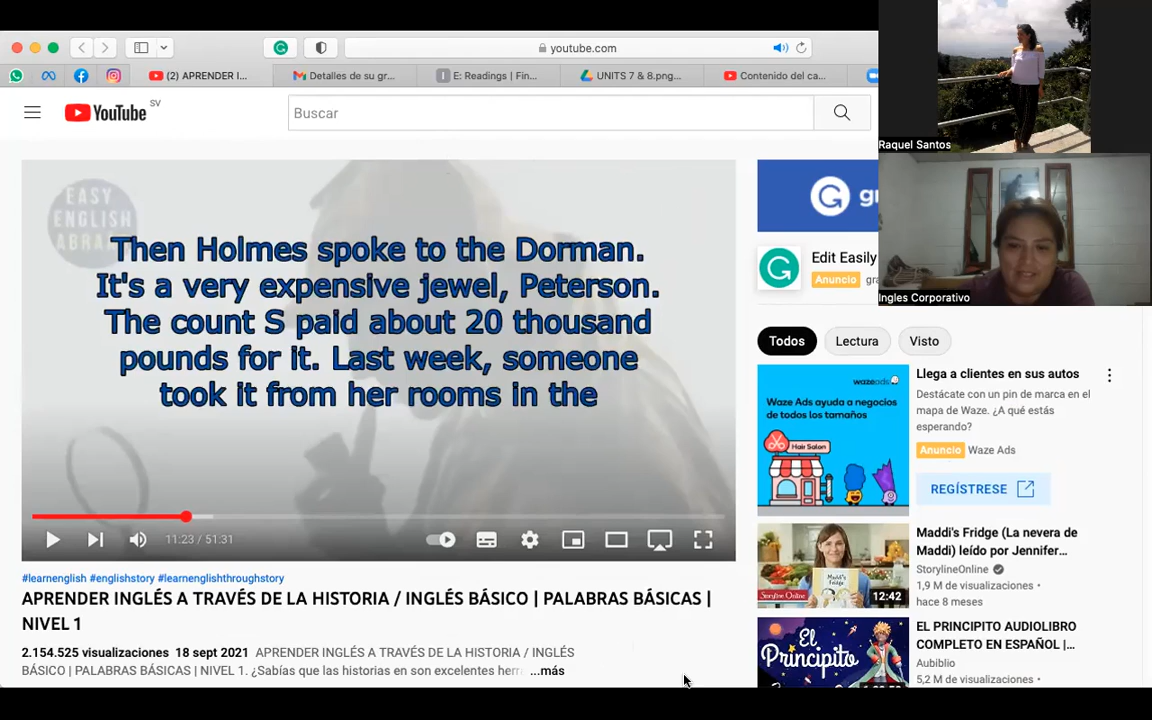 youtube.com
(2) APRENDER I...
Detalles de su gr...
E: Readings | Fin...
UNITS 7 & 8.png...
Contenido del ca...
YouTube SV
Buscar
Raquel Santos
Ingles Corporativo
EASY
ENGLISH
ABRA
Then Holmes spoke to the Dorman.
It's a very expensive jewel, Peterson.
The count S paid about 20 thousand
pounds for it. Last week, someone
took it from her rooms in the
11:23 / 51:31
#learnenglish #englishstory #learnenglishthroughstory
APRENDER INGLÉS A TRAVÉS DE LA HISTORIA / INGLÉS BÁSICO | PALABRAS BÁSICAS |
NIVEL 1
2.154.525 visualizaciones 18 sept 2021 APRENDER INGLÉS A TRAVÉS DE LA HISTORIA / INGLÉS
BÁSICO | PALABRAS BÁSICAS | NIVEL 1. ¿Sabías que las historias en son excelentes herr ...más
Edit Easily
Anuncio
Todos
Lectura
Visto
waze ads
Waze Ads ayuda a negocios
de todos los tamaños
Hair Salon
Llega a clientes en sus autos
Destácate con un pin de marca en el
mapa de Waze. ¿A qué estás
esperando?
Anuncio Waze Ads
REGÍSTRESE
Maddi's Fridge
Storyline Online
12:42
Maddi's Fridge (La nevera de
Maddi) leído por Jennifer...
StorylineOnline
1,9 M de visualizaciones •
hace 8 meses
El
Principito
EL PRINCIPITO AUDIOLIBRO
COMPLETO EN ESPAÑOL |...
Aubiblio
5,2 M de visualizaciones •